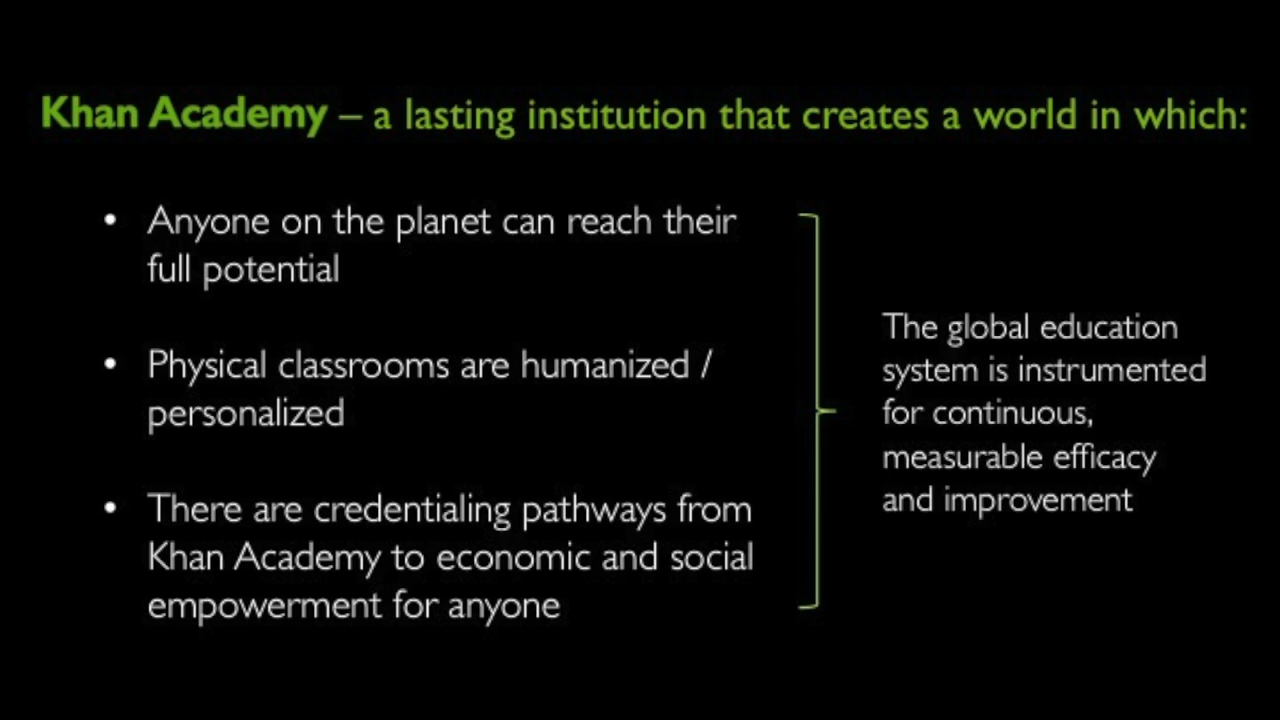 Khan Academy – a lasting institution that creates a world in which:
• Anyone on the planet can reach their
full potential
• Physical classrooms are humanized /
personalized
• There are credentialing pathways from
Khan Academy to economic and social
empowerment for anyone
The global education
system is instrumented
for continuous,
measurable efficacy
and improvement